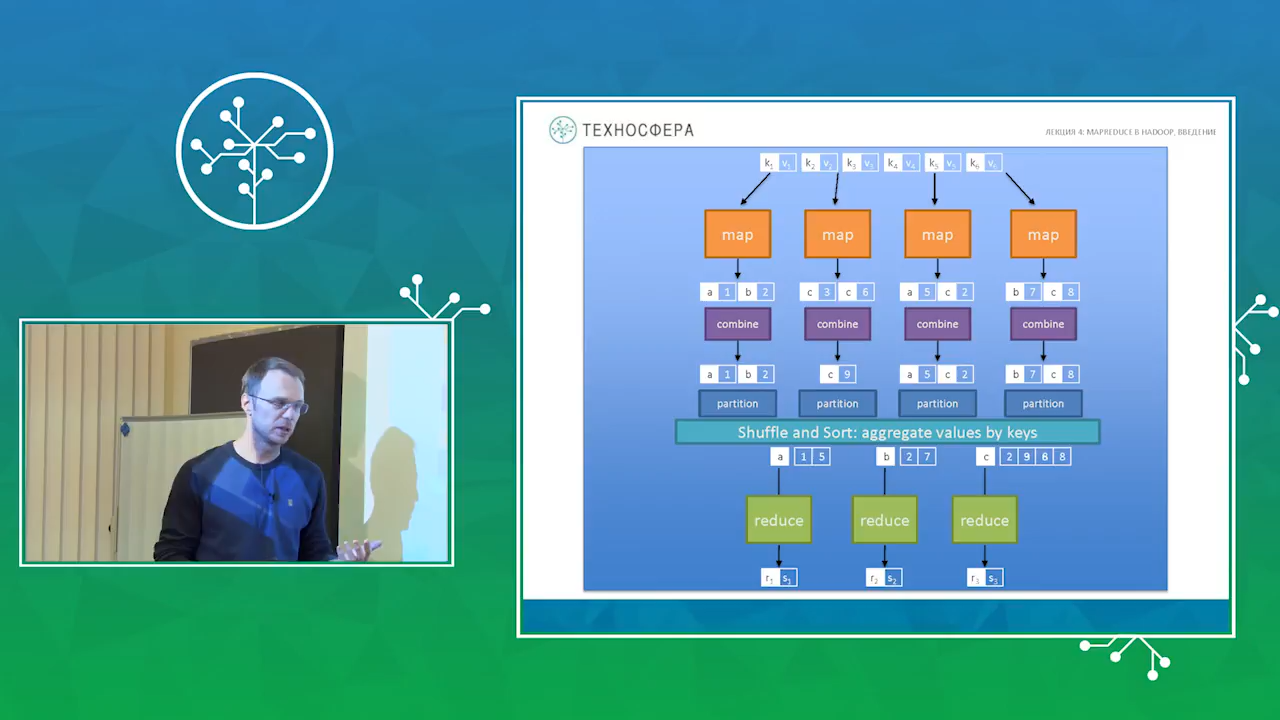 ТЕХНОСФЕРА
ЛЕКЦИЯ 4: MAPREDUCE В HADOOP, ВВЕДЕНИЕ
k1 v1 k2 v2 k3 v3 k4 v4 k5 v5 k6 v6
map map map map
a 1 b 2 c 3 c 6 a 5 c 2 b 7 c 8
combine combine combine combine
a 1 b 2 c 9 a 5 c 2 b 7 c 8
partition partition partition partition
Shuffle and Sort: aggregate values by keys
a 1 5 b 2 7 c 2 9 6 8
reduce reduce reduce
r1 s1 r2 s2 r3 s3